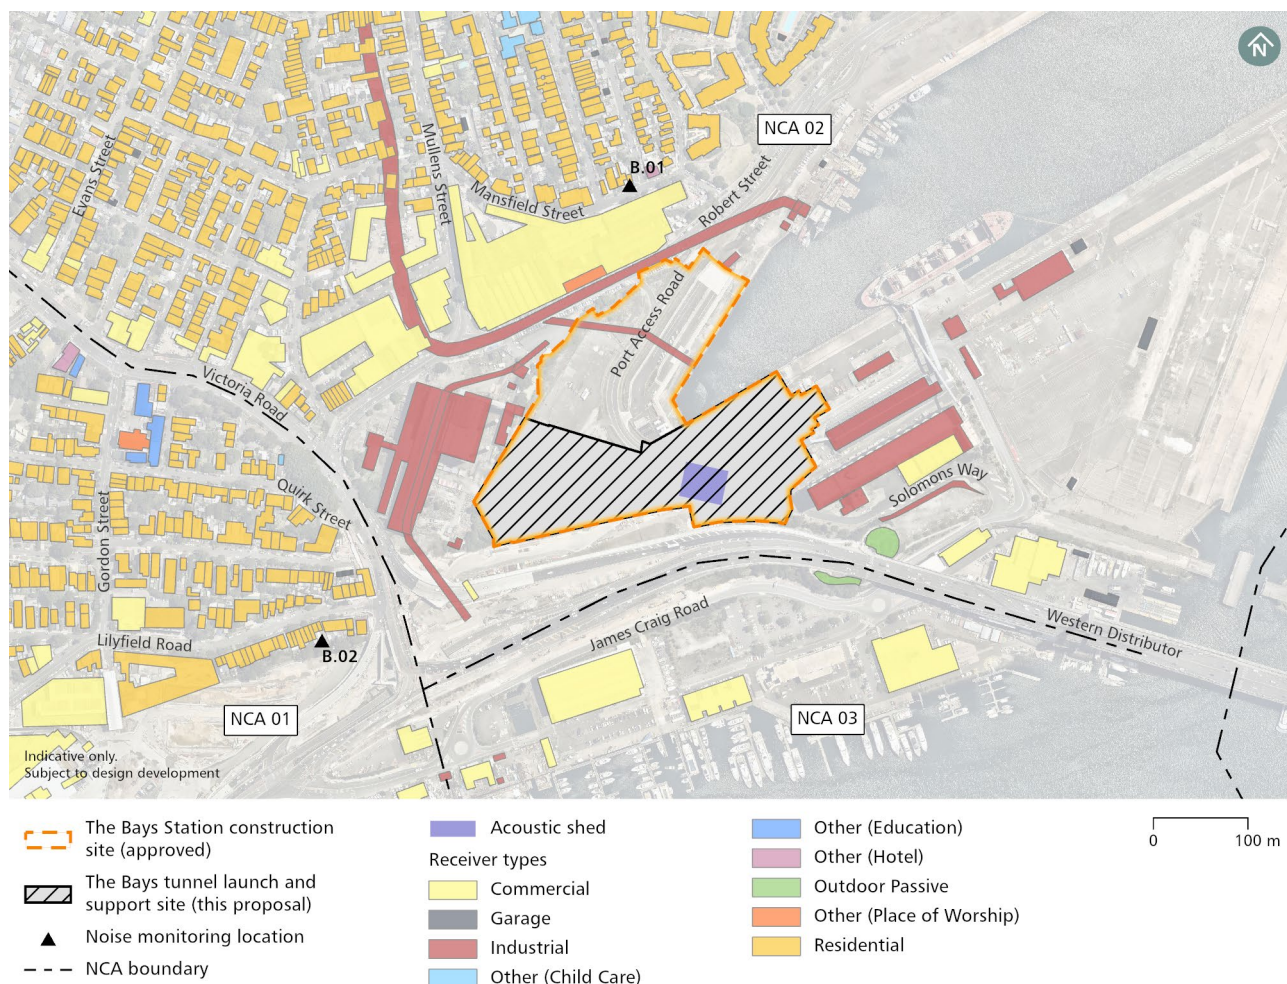 N
NCA 02
B.01
Evans Street
Mullens Street
Mansfield Street
Robert Street
Port Access Road
Victoria Road
Solomons Way
Quirk Street
Gordon Street
Lilyfield Road
B.02
James Craig Road
Western Distributor
NCA 01
NCA 03
Indicative only.
Subject to design development
The Bays Station construction
site (approved)
The Bays tunnel launch and
support site (this proposal)
Noise monitoring location
NCA boundary
Acoustic shed
Receiver types
Commercial
Garage
Industrial
Other (Child Care)
Other (Education)
Other (Hotel)
Outdoor Passive
Other (Place of Worship)
Residential
0 100 m